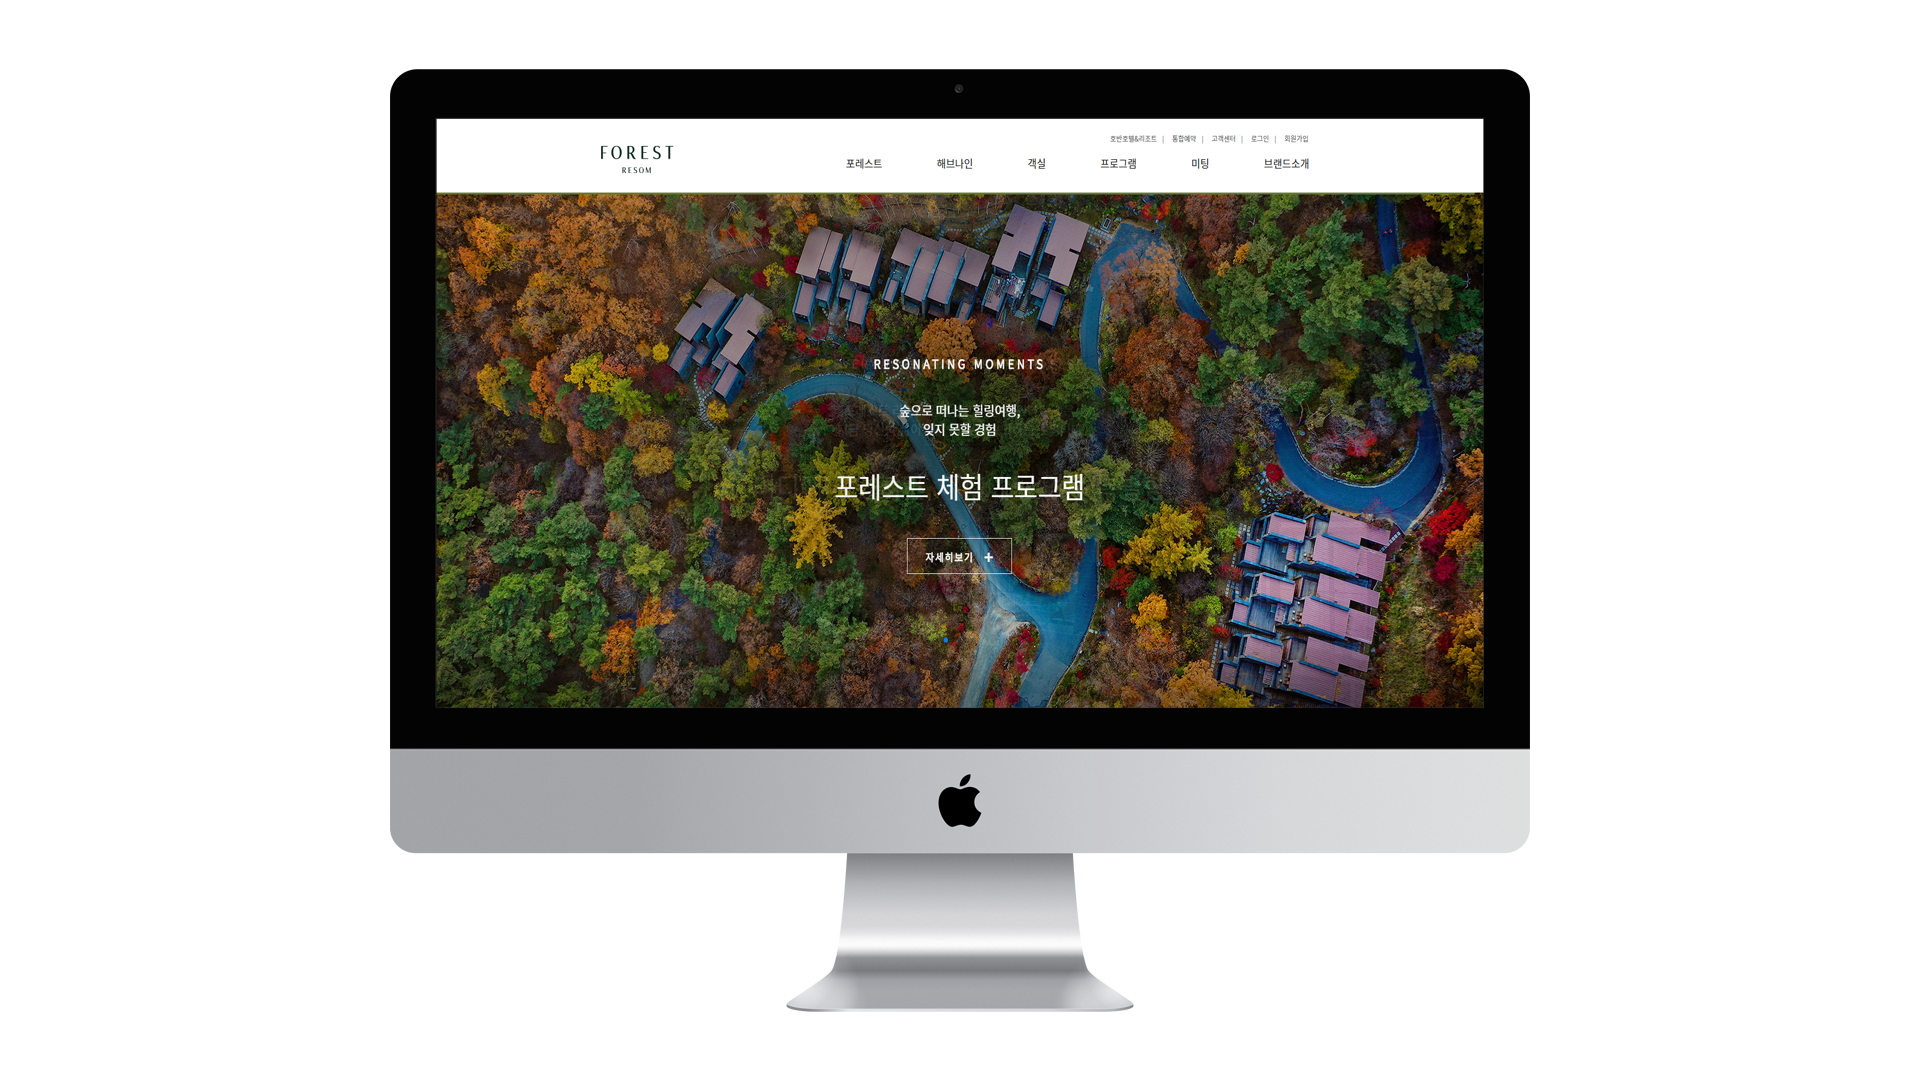 FOREST
RESOM
호반호텔&리조트 | 통합예약 | 고객센터 | 로그인 | 회원가입
포레스트 해브나인 객실 프로그램 미팅 브랜드소개
RESONATING MOMENTS
숲으로 떠나는 힐링여행,
잊지 못할 경험
포레스트 체험 프로그램
자세히보기 +